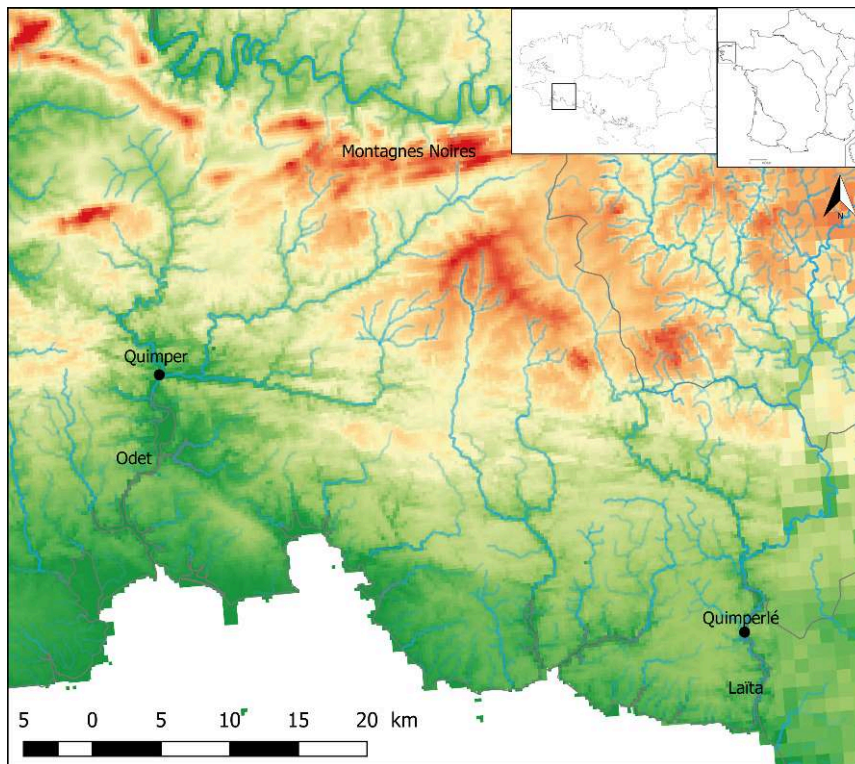 Montagnes Noires
N
Quimper
Odet
Quimperlé
Laïta
5 0 5 10 15 20 km